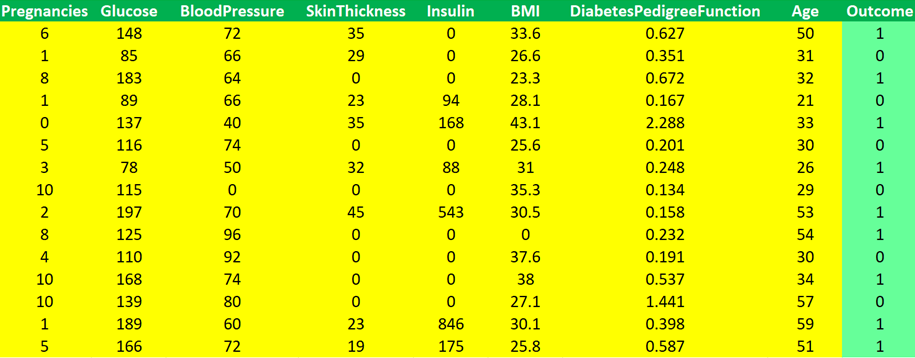 Pregnancies Glucose BloodPressure SkinThickness Insulin BMI DiabetesPedigreeFunction Age Outcome
6 148 72 35 0 33.6 0.627 50 1
1 85 66 29 0 26.6 0.351 31 0
8 183 64 0 0 23.3 0.672 32 1
1 89 66 23 94 28.1 0.167 21 0
0 137 40 35 168 43.1 2.288 33 1
5 116 74 0 0 25.6 0.201 30 0
3 78 50 32 88 31 0.248 26 1
10 115 0 0 0 35.3 0.134 29 0
2 197 70 45 543 30.5 0.158 53 1
8 125 96 0 0 0 0.232 54 1
4 110 92 0 0 37.6 0.191 30 0
10 168 74 0 0 38 0.537 34 1
10 139 80 0 0 27.1 1.441 57 0
1 189 60 23 846 30.1 0.398 59 1
5 166 72 19 175 25.8 0.587 51 1